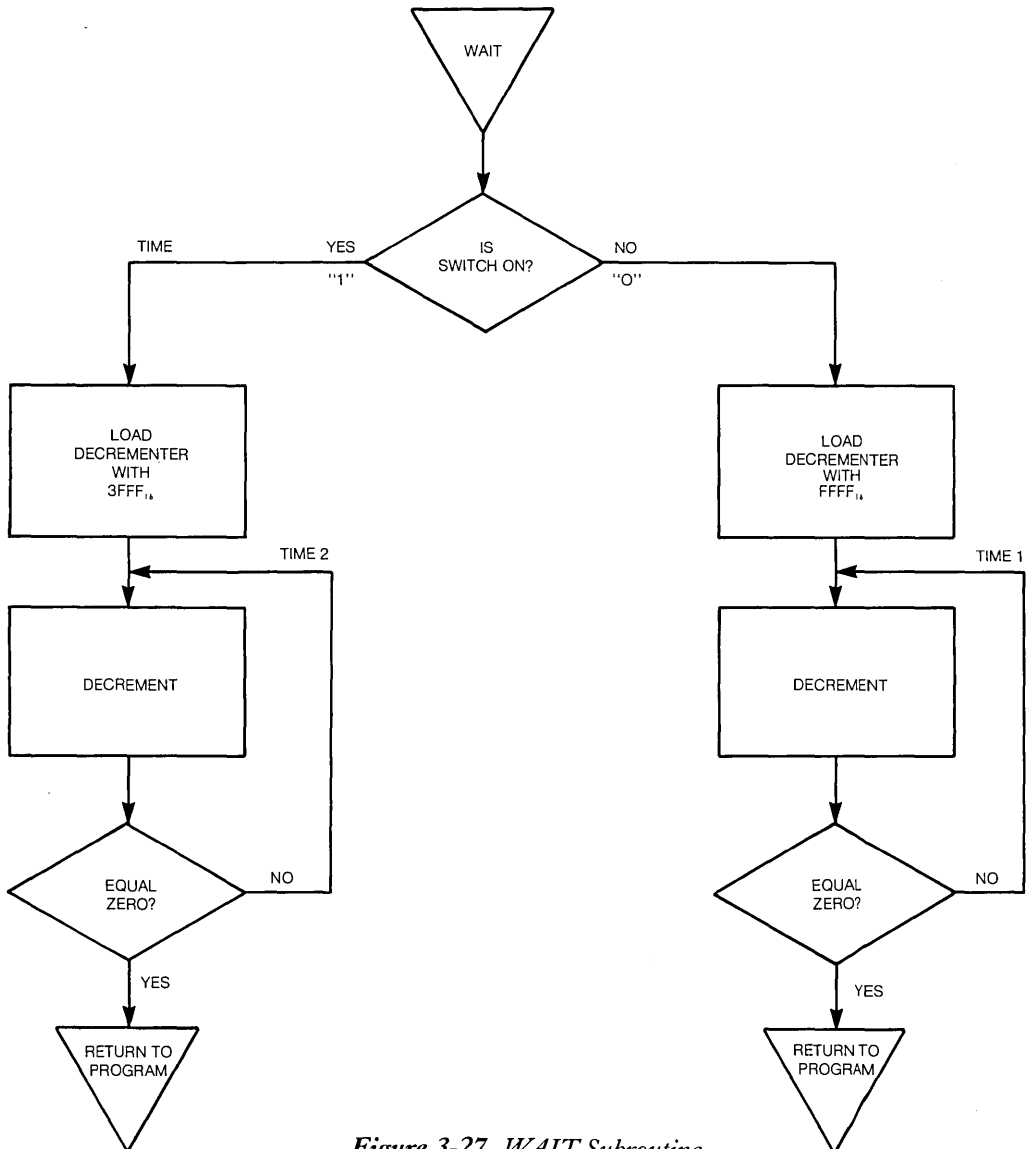 WAIT
IS
SWITCH ON?
TIME
YES
"1"
NO
"O"
LOAD
DECREMENTER
WITH
3FFF₁₆
LOAD
DECREMENTER
WITH
FFFF₁₆
TIME 2
TIME 1
DECREMENT
DECREMENT
EQUAL
ZERO?
NO
EQUAL
ZERO?
NO
YES
YES
RETURN TO
PROGRAM
RETURN TO
PROGRAM
Figure 3-27 WAIT Subroutine